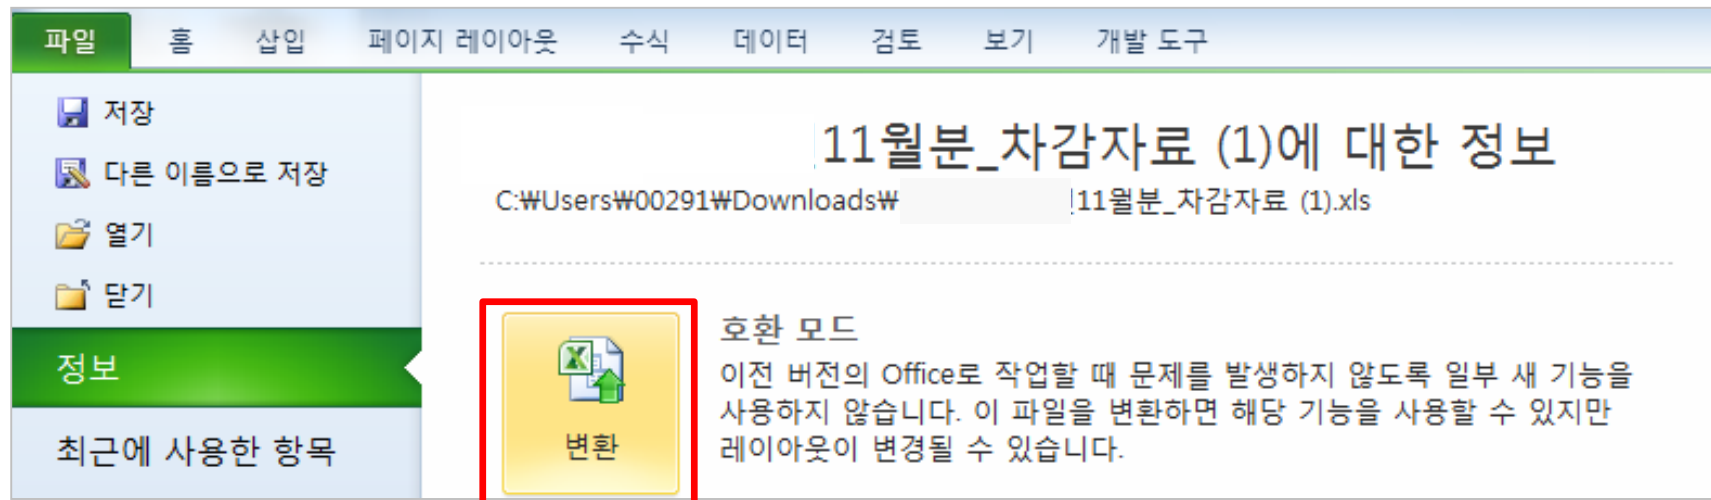 파일 홈 삽입 페이지 레이아웃 수식 데이터 검토 보기 개발 도구
저장
다른 이름으로 저장
열기
닫기
정보
최근에 사용한 항목
11월분_차감자료 (1)에 대한 정보
C:₩Users₩00291₩Downloads₩ 11월분_차감자료 (1).xls
변환
호환 모드
이전 버전의 Office로 작업할 때 문제를 발생하지 않도록 일부 새 기능을
사용하지 않습니다. 이 파일을 변환하면 해당 기능을 사용할 수 있지만
레이아웃이 변경될 수 있습니다.